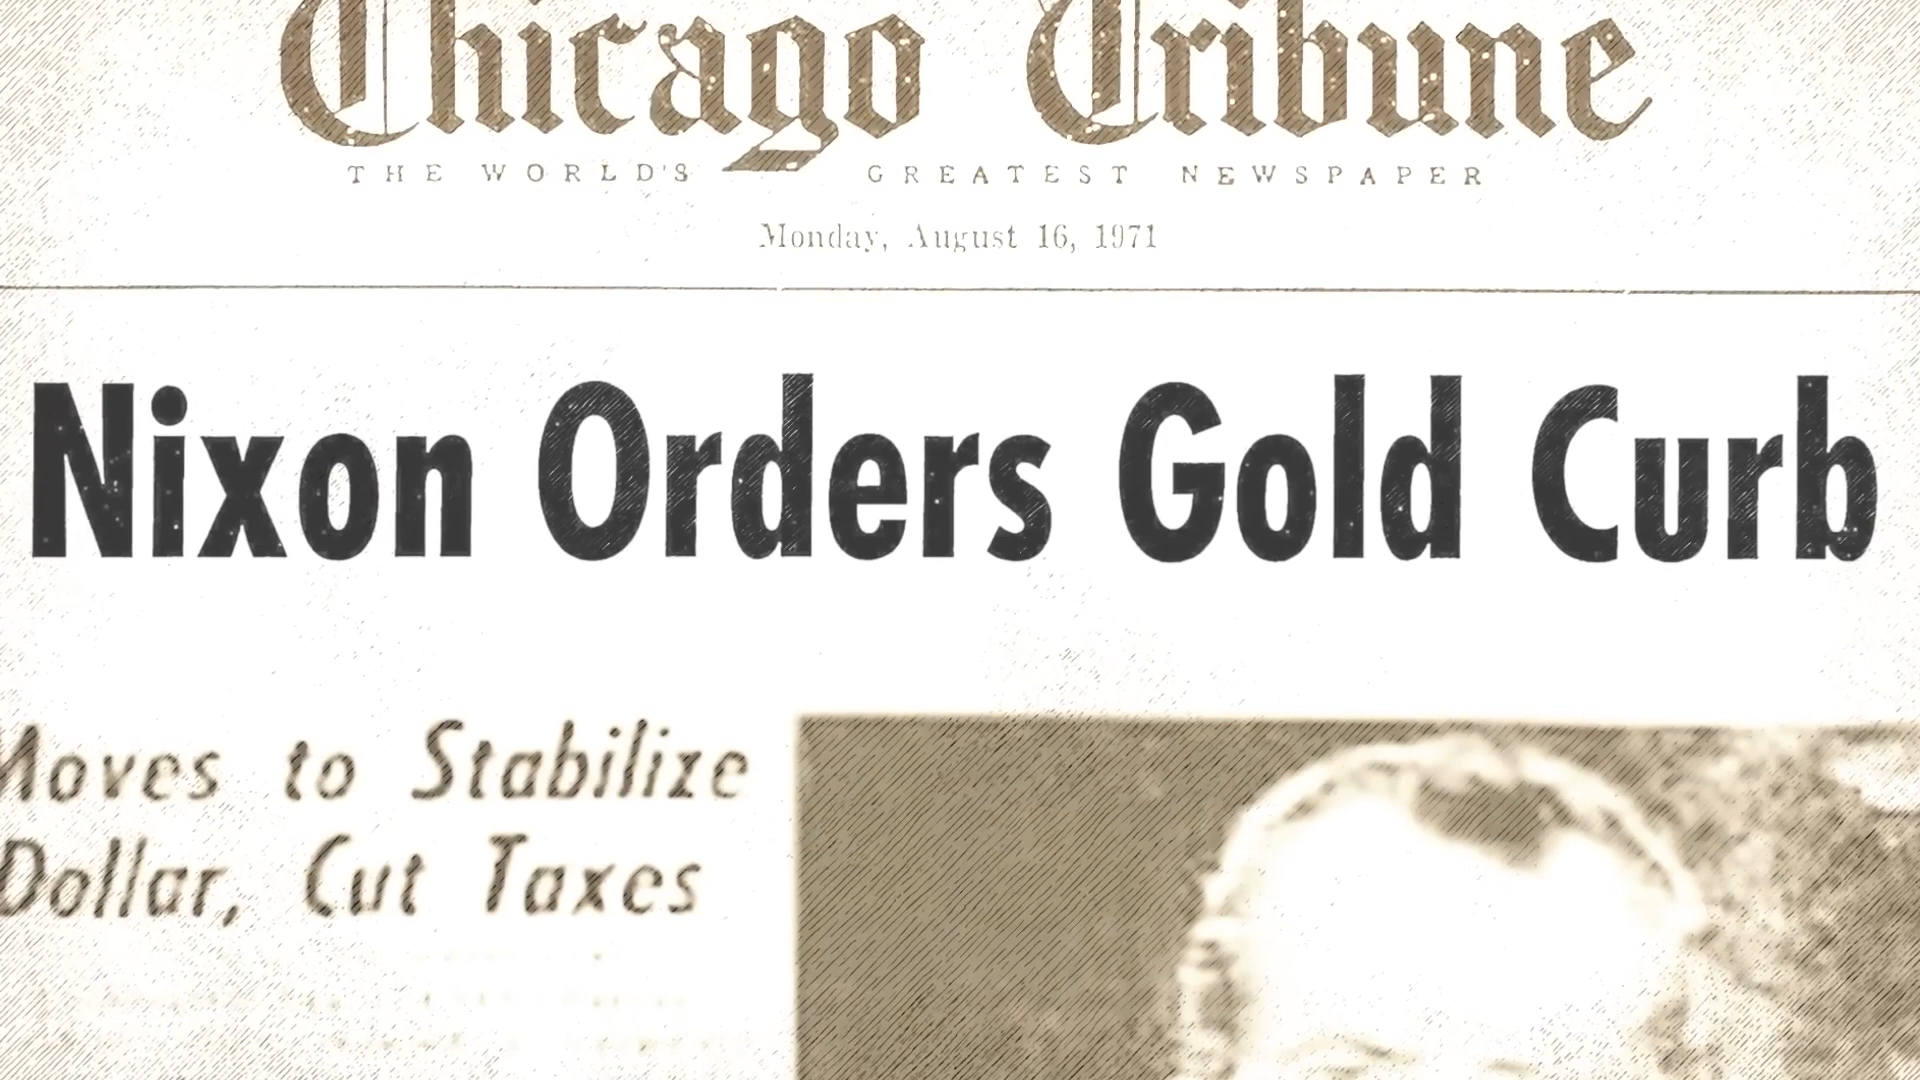 Chicago Tribune
THE WORLD'S GREATEST NEWSPAPER
Monday, August 16, 1971
Nixon Orders Gold Curb
Moves to Stabilize
Dollar, Cut Taxes